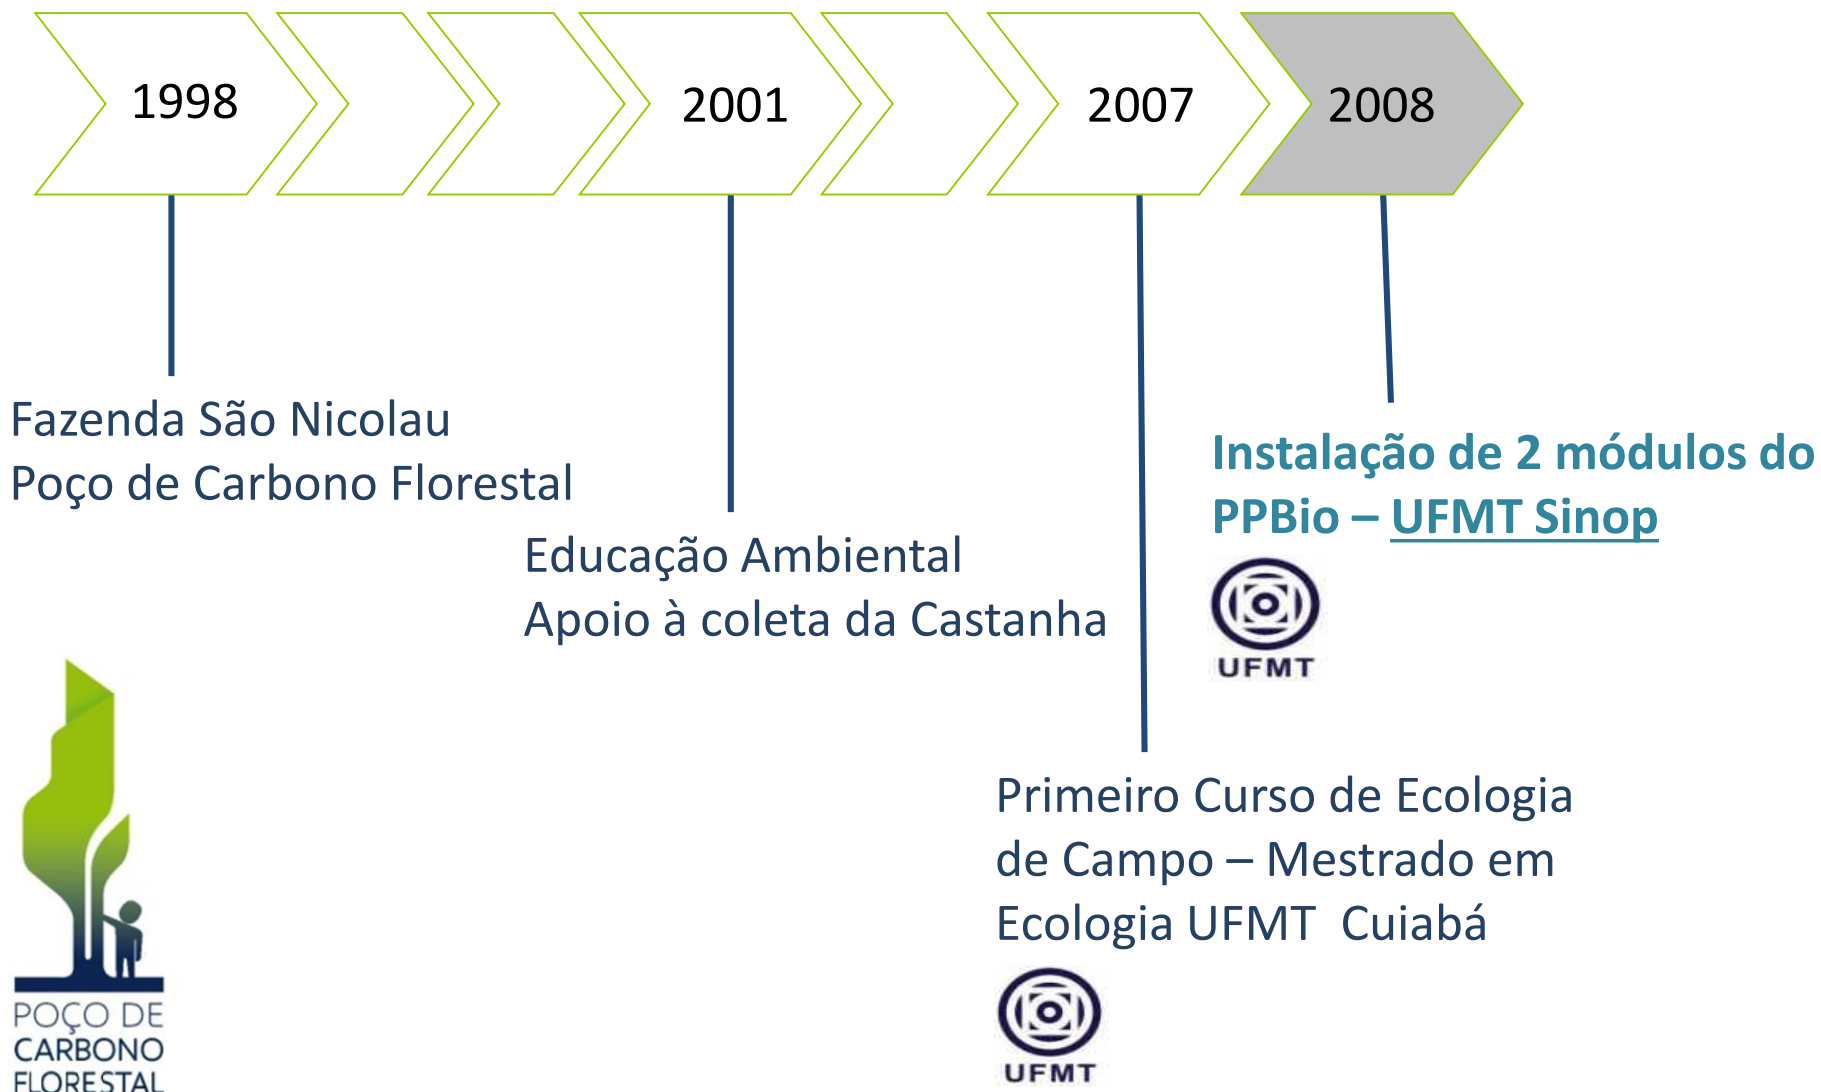 1998
2001
2007
2008
Fazenda São Nicolau
Poço de Carbono Florestal
Educação Ambiental
Apoio à coleta da Castanha
Instalação de 2 módulos do
PPBio – UFMT Sinop
UFMT
Primeiro Curso de Ecologia
de Campo – Mestrado em
Ecologia UFMT  Cuiabá
UFMT
POÇO DE
CARBONO
FLORESTAL